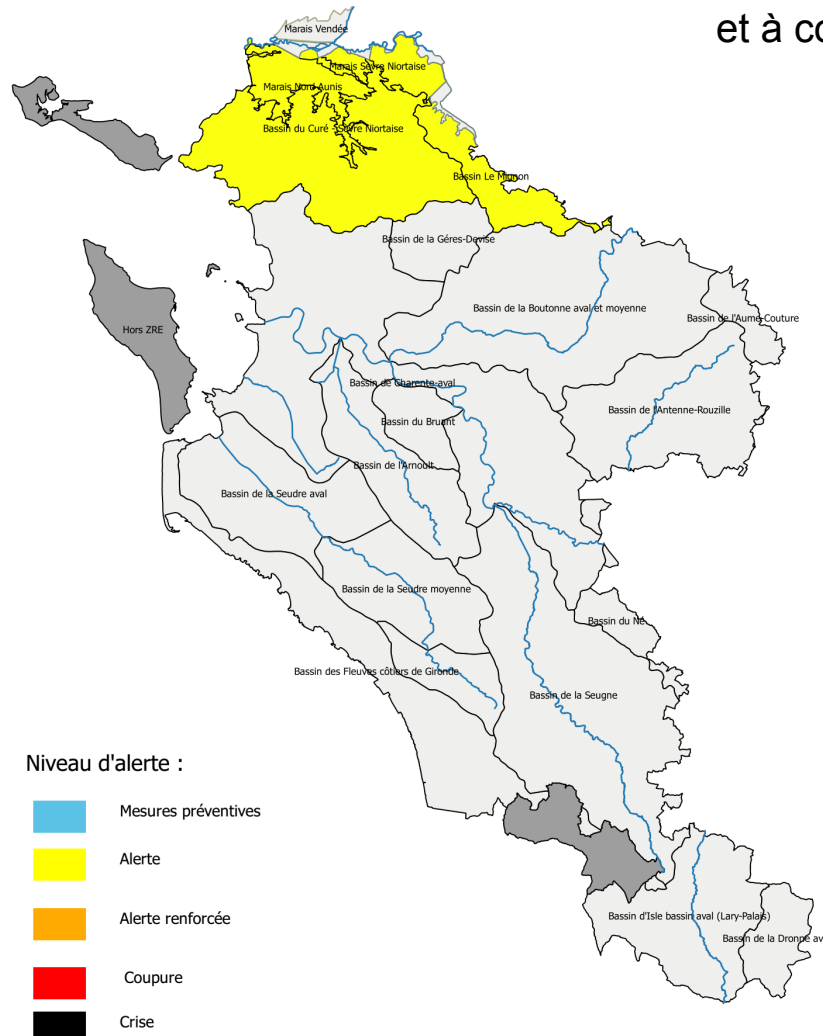 et à co
Marais Vendée
Marais Sèvre Niortaise
Marais Nord Aunis
Bassin du Curé - Sèvre Niortaise
Bassin Le Mignon
Bassin de la Géres-Devise
Bassin de la Boutonne aval et moyenne
Bassin de l'Aume-Couture
Hors ZRE
Bassin de Charente-aval
Bassin de l'Antenne-Rouzille
Bassin du Bruant
Bassin de l'Arnoult
Bassin de la Seudre aval
Bassin de la Seudre moyenne
Bassin du Né
Bassin des Fleuves côtiers de Gironde
Bassin de la Seugne
Bassin d'Isle bassin aval (Lary-Palais)
Bassin de la Dronne av
Niveau d'alerte :
Mesures préventives
Alerte
Alerte renforcée
Coupure
Crise